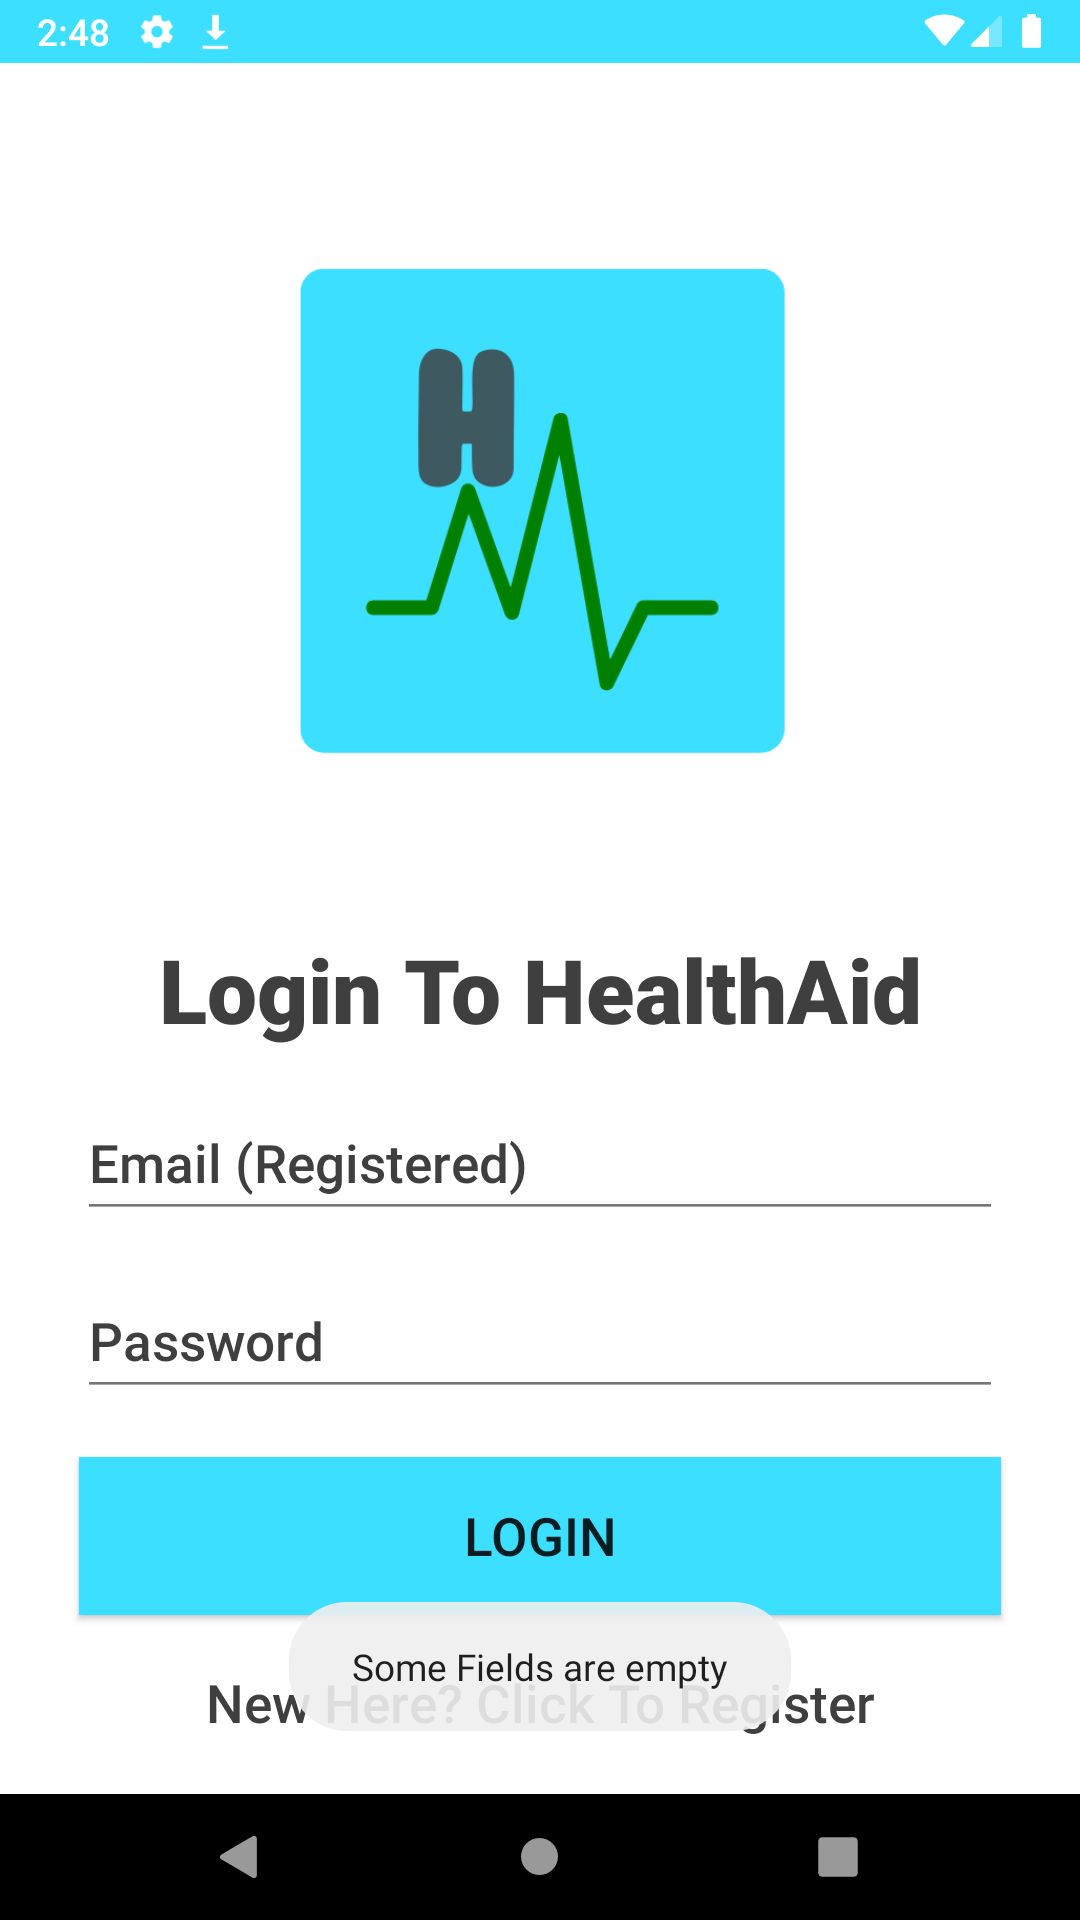 2:48
H
Login To HealthAid
Email (Registered)
Password
LOGIN
Some Fields are empty
New Here? Click To Register